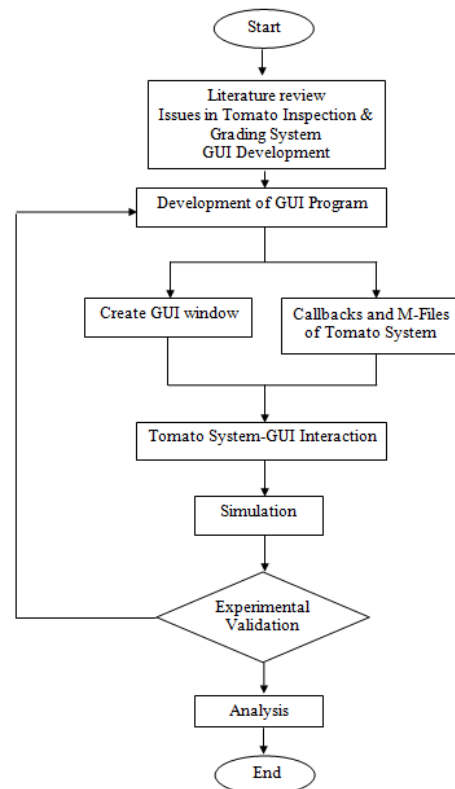 Start
Literature review
Issues in Tomato Inspection &
Grading System
GUI Development
Development of GUI Program
Create GUI window
Callbacks and M-Files
of Tomato System
Tomato System-GUI Interaction
Simulation
Experimental
Validation
Analysis
End